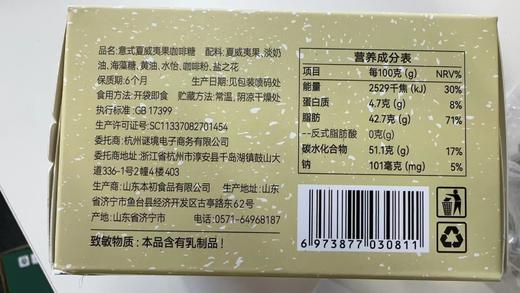 品名:意式夏威夷果咖啡糖 配料:夏威夷果、淡奶
油、海藻糖、黄油、水饴、咖啡粉、盐之花
保质期:6个月 生产日期:见包装喷码处
食用方法:开袋即食 贮藏方法:常温,阴凉干燥处
执行标准:GB 17399
生产许可证号:SC11337082701454
委托商:杭州谜境电子商务有限公司
委托商地址:浙江省杭州市淳安县千岛湖镇鼓山大
道336-1号2幢4楼403
生产商:山东本初食品有限公司 生产地址:山东
省济宁市鱼台县经济开发区古亭路东62号
产地:山东省济宁市 电话:0571-64968187
致敏物质:本品含有乳制品!
营养成分表
项目 每100克(g) NRV%
能量 2529千焦(kJ) 30%
蛋白质 4.7克(g) 8%
脂肪 42.7克(g) 71%
--反式脂肪酸 0克(g)
碳水化合物 51.1克(g) 17%
钠 101毫克(mg) 5%
6 973877 030811